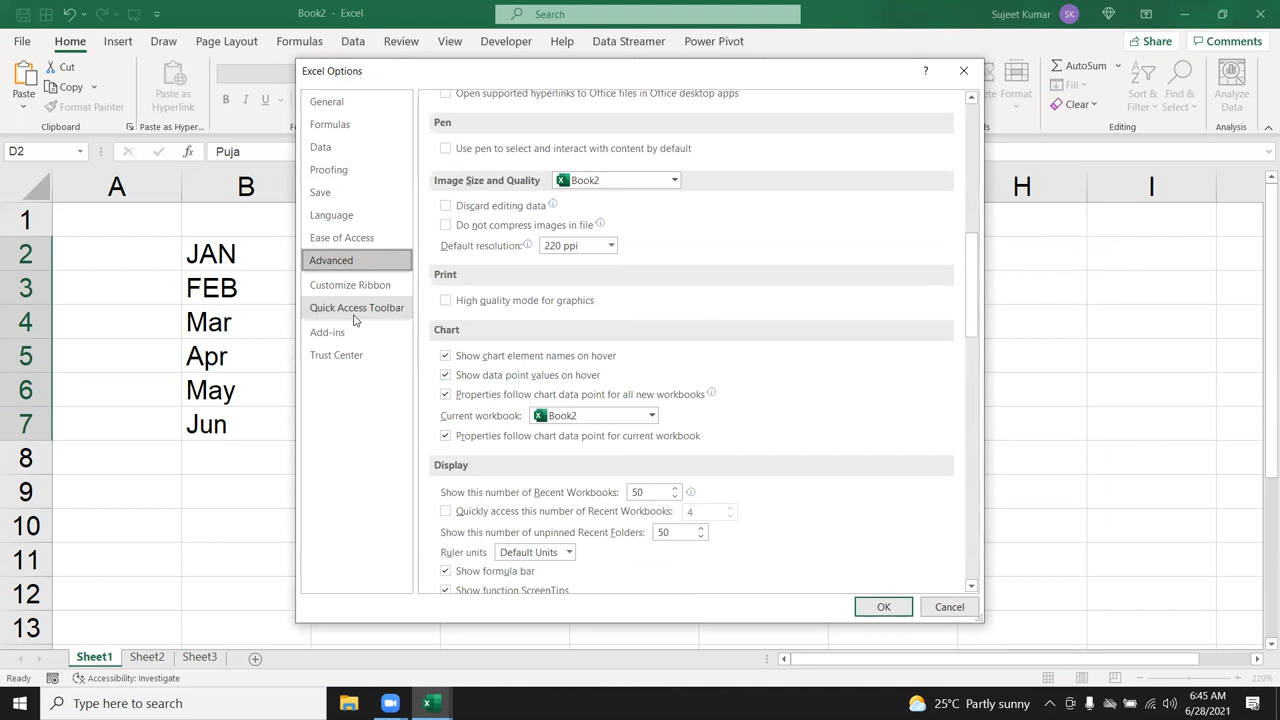 Book2 - Excel
Search
Sujeet Kumar
SK
File
Home
Insert
Draw
Page Layout
Formulas
Data
Review
View
Developer
Help
Data Streamer
Power Pivot
Share
Comments
Paste
Cut
Copy
Format Painter
Clipboard
Paste as
Hyperlink
Paste as Hyper...
B I U
Format
AutoSum
Fill
Clear
Sort &
Filter
Find &
Select
Editing
Analyze
Data
Analysis
D2
fx
Puja
Excel Options
?
General
Formulas
Data
Proofing
Save
Language
Ease of Access
Advanced
Customize Ribbon
Quick Access Toolbar
Add-ins
Trust Center
Open supported hyperlinks to Office files in Office desktop apps
Pen
Use pen to select and interact with content by default
Image Size and Quality
Book2
Discard editing data
Do not compress images in file
Default resolution:
220 ppi
Print
High quality mode for graphics
Chart
Show chart element names on hover
Show data point values on hover
Properties follow chart data point for all new workbooks
Current workbook:
Book2
Properties follow chart data point for current workbook
Display
Show this number of Recent Workbooks: 50
Quickly access this number of Recent Workbooks: 4
Show this number of unpinned Recent Folders: 50
Ruler units
Default Units
Show formula bar
Show function ScreenTips
OK
Cancel
A B H I
1
2 JAN
3 FEB
4 Mar
5 Apr
6 May
7 Jun
8
9
10
11
12
13
Sheet1
Sheet2
Sheet3
Ready
Accessibility: Investigate
220%
Type here to search
25°C Partly sunny
6:45 AM
6/28/2021